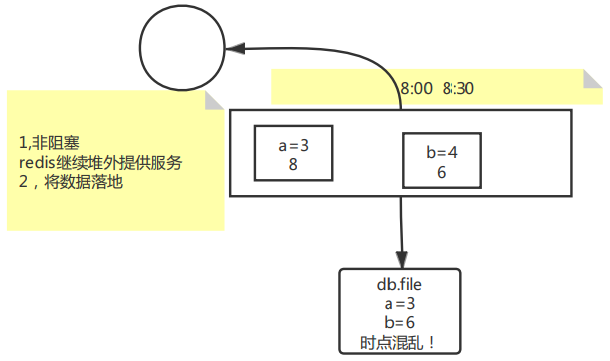 8:00 8:30
1,非阻塞
redis继续堆外提供服务
2，将数据落地
a=3
8
b=4
6
db.file
a=3
b=6
时点混乱！